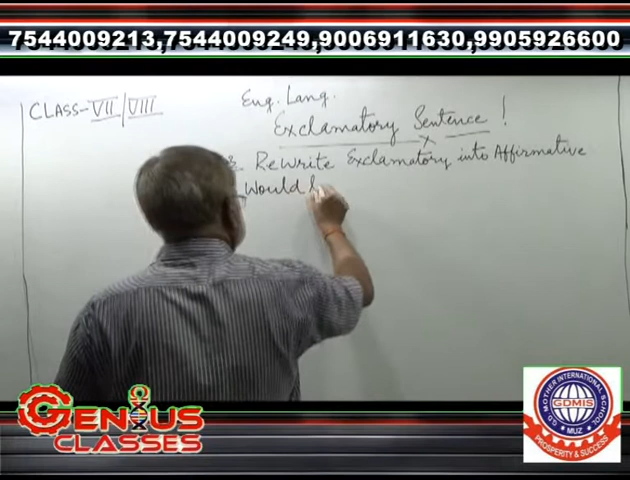 7544009213,7544009249,9006911630,9905926600
CLASS-VII/VIII
Eng. Lang.
Exclamatory Sentence !
Rewrite Exclamatory into Affirmative
Would
GENIUS
CLASSES
G.D. MOTHER INTERNATIONAL SCHOOL
GDMIS
MUZ
PROSPERITY & SUCCESS